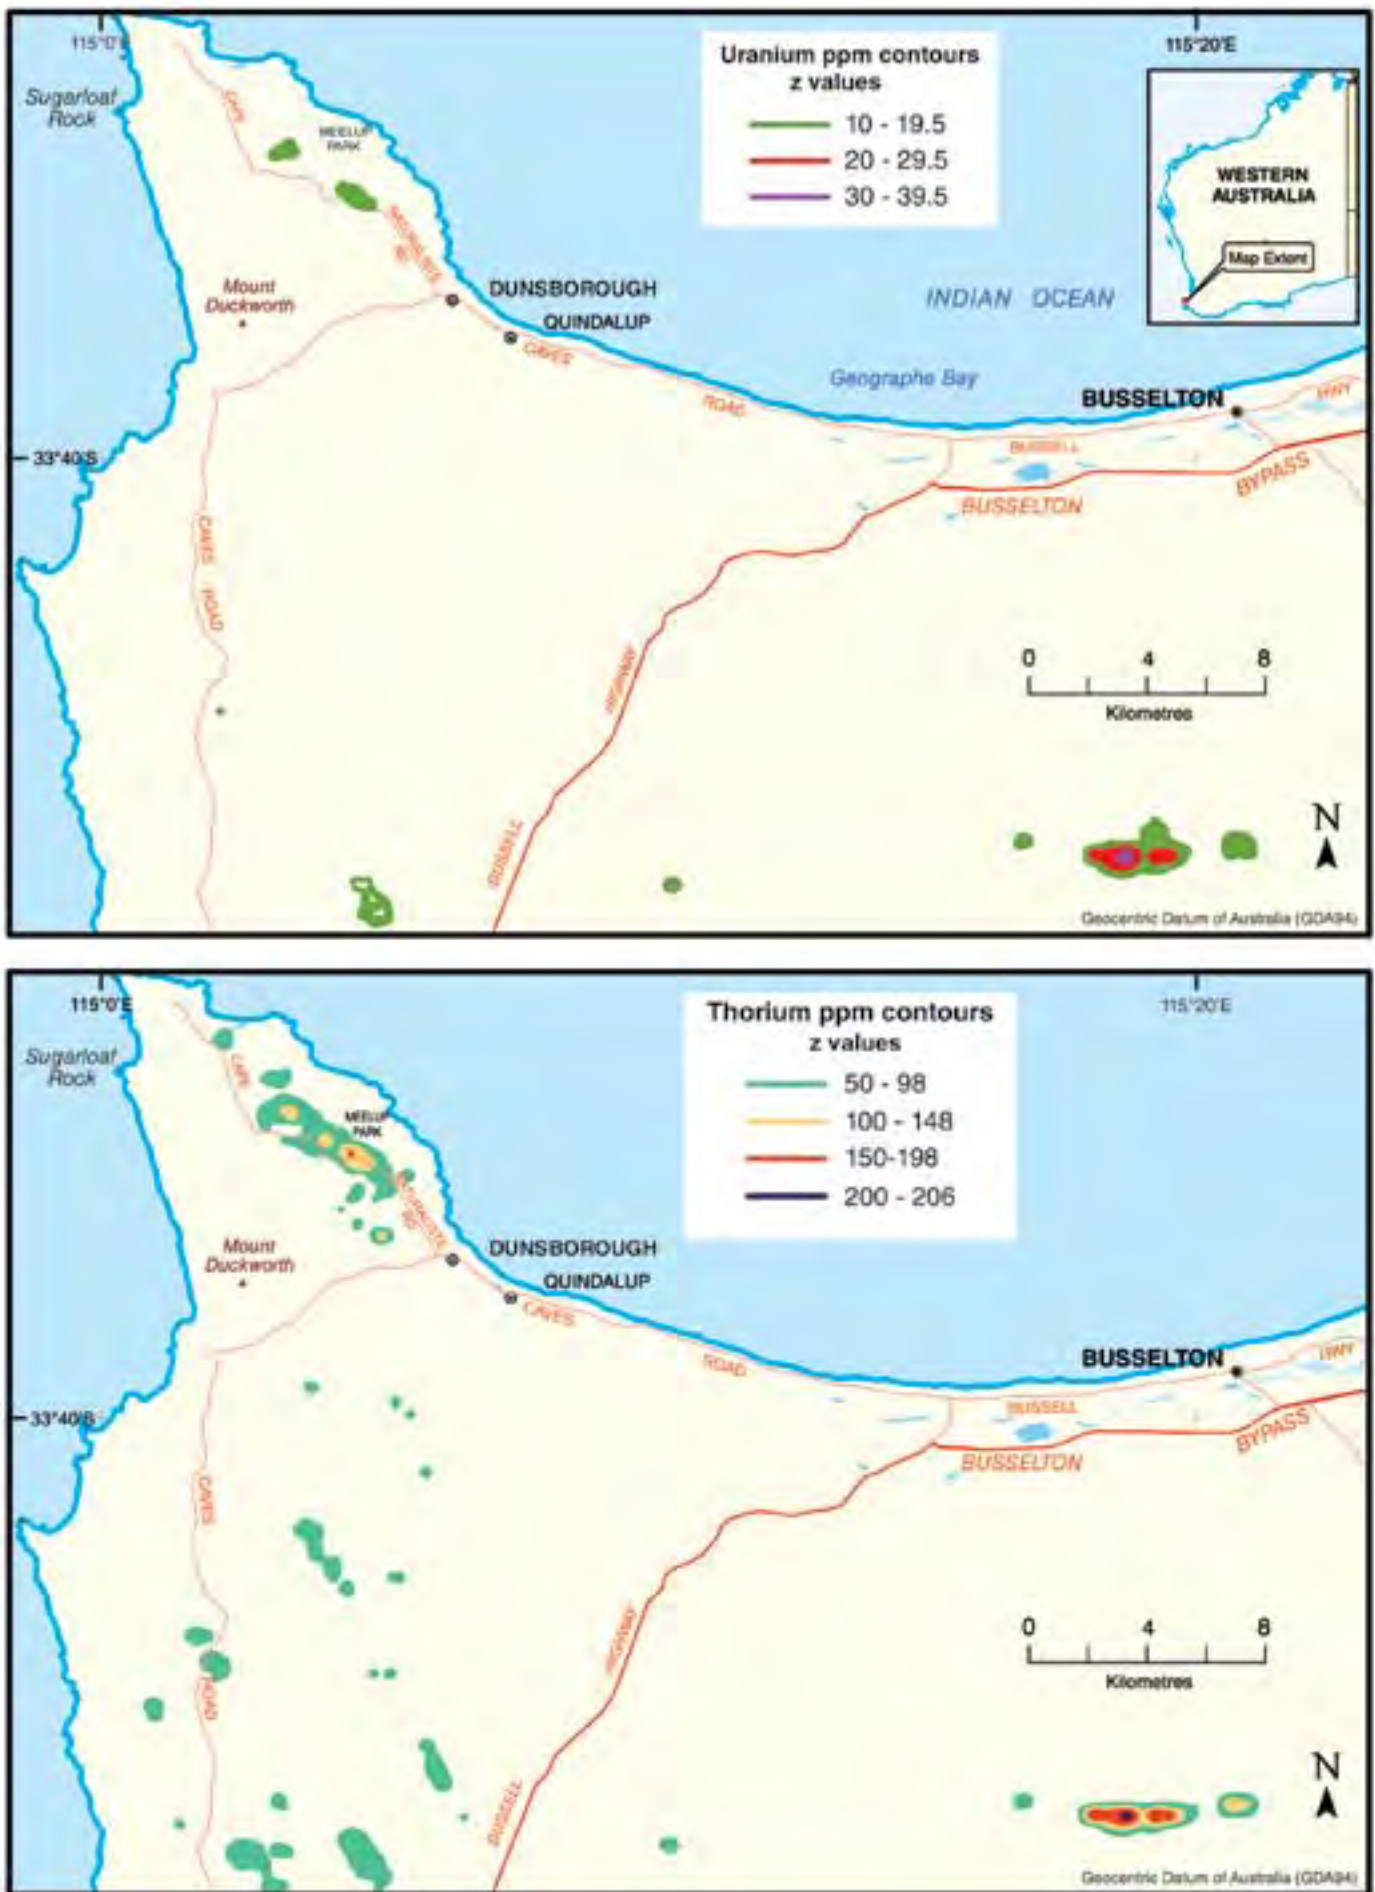 115°0'E
115°20'E
Sugarloaf
Rock
CAPE
MEELUP
PARK
NATURALISTE
RD
Uranium ppm contours
z values
10 - 19.5
20 - 29.5
30 - 39.5
WESTERN
AUSTRALIA
Map Extent
Mount
Duckworth
DUNSBOROUGH
QUINDALUP
CAVES
ROAD
INDIAN OCEAN
Geographe Bay
BUSSELTON
HWY
33°40'S
BUSSELL
BYPASS
BUSSELTON
CAVES
ROAD
HIGHWAY
BUSSELL
0 4 8
Kilometres
N
Geocentric Datum of Australia (GDA94)
115°0'E
115°20'E
Sugarloaf
Rock
CAPE
MEELUP
PARK
NATURALISTE
RD
Thorium ppm contours
z values
50 - 98
100 - 148
150-198
200 - 206
Mount
Duckworth
DUNSBOROUGH
QUINDALUP
CAVES
ROAD
BUSSELTON
HWY
33°40'S
BUSSELL
BYPASS
BUSSELTON
CAVES
ROAD
HIGHWAY
BUSSELL
0 4 8
Kilometres
N
Geocentric Datum of Australia (GDA94)